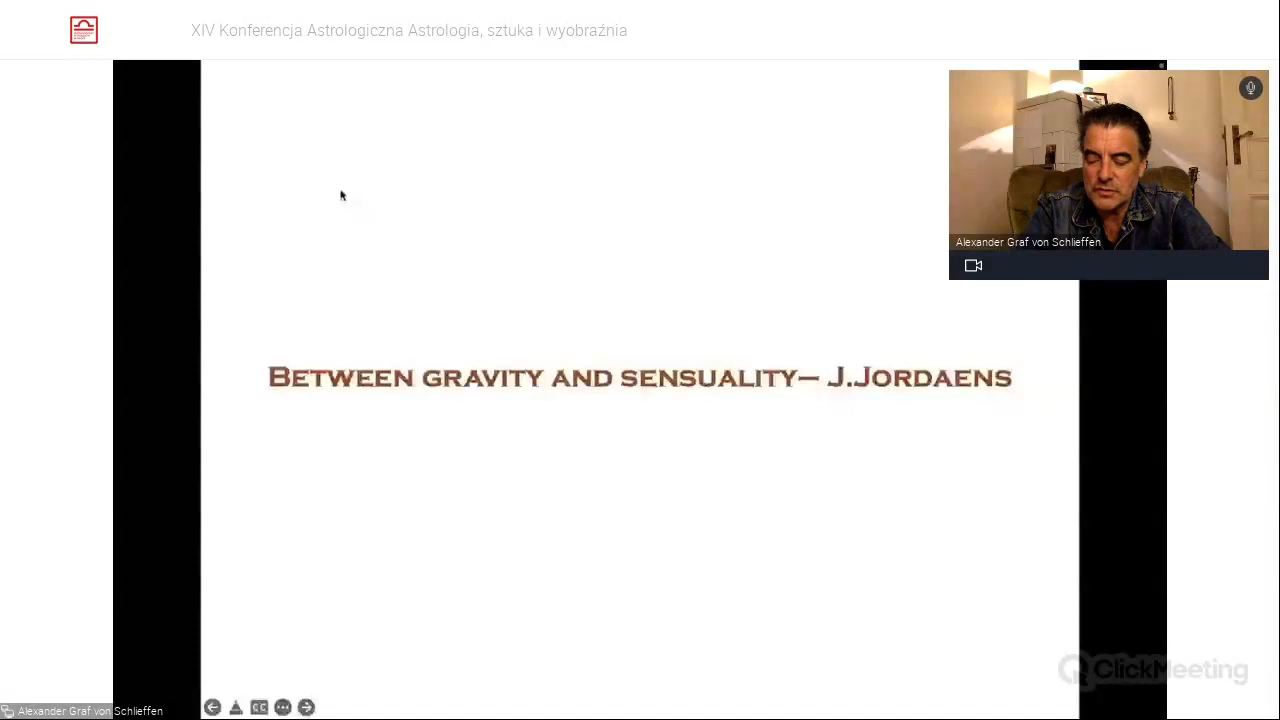 XIV Konferencja Astrologiczna Astrologia, sztuka i wyobraźnia
Alexander Graf von Schlieffen
BETWEEN GRAVITY AND SENSUALITY– J.JORDAENS
ClickMeeting
Alexander Graf von Schlieffen